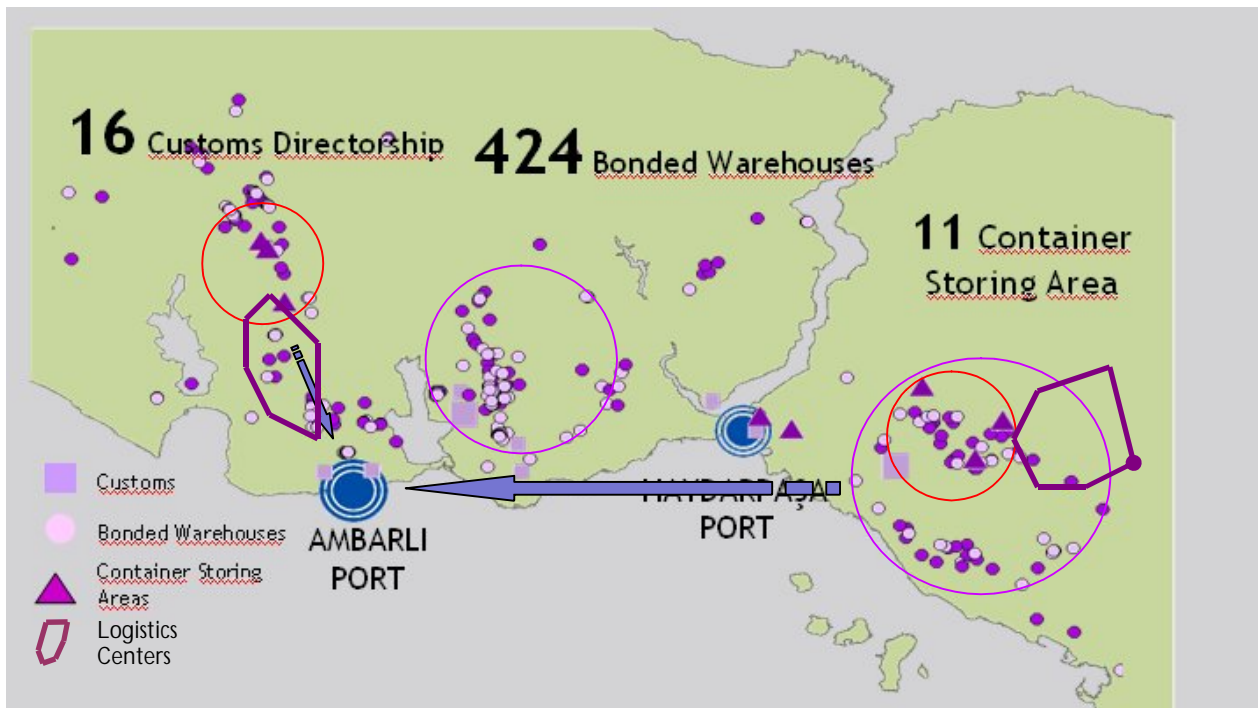 16 Customs Directorship
424 Bonded Warehouses
11 Container
Storing Area
Customs
Bonded Warehouses
Container Storing
Areas
Logistics
Centers
AMBARLI
PORT
HAYDARPAŞA
PORT